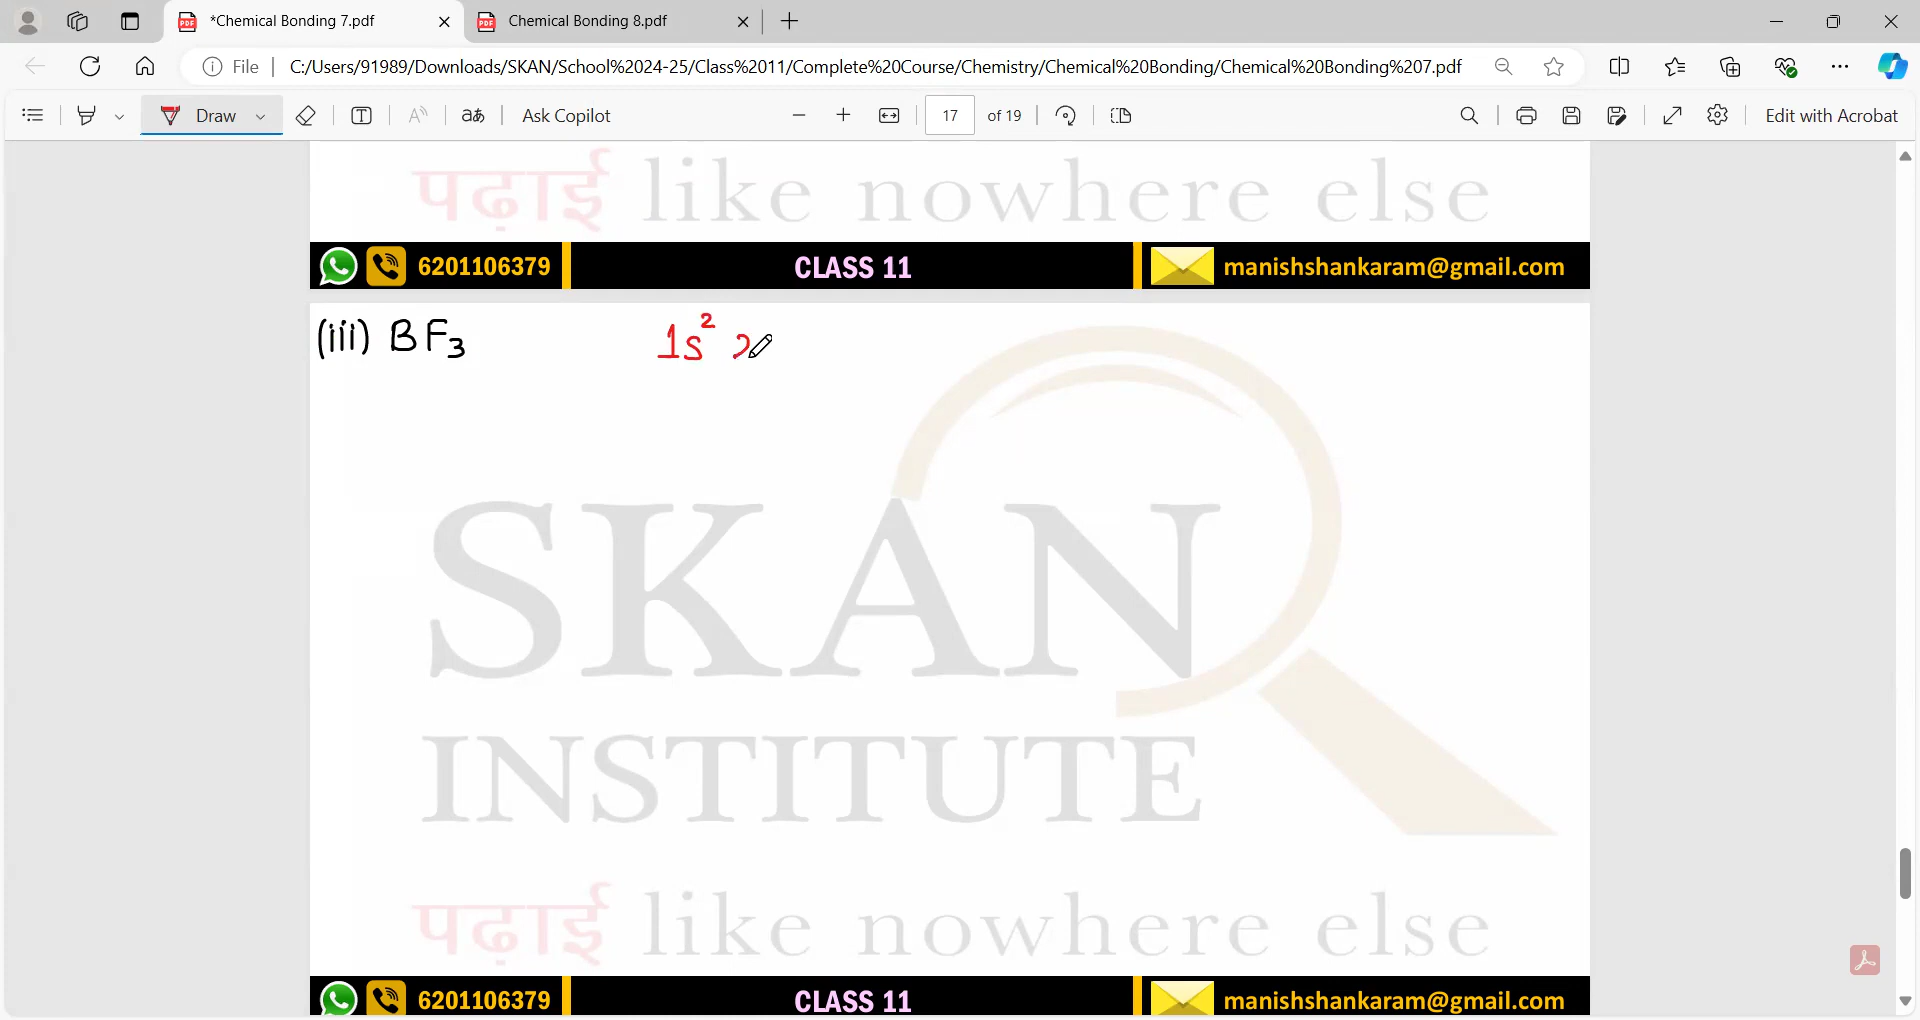 *Chemical Bonding 7.pdf
Chemical Bonding 8.pdf
File
C:/Users/91989/Downloads/SKAN/School%2024-25/Class%2011/Complete%20Course/Chemistry/Chemical%20Bonding/Chemical%20Bonding%207.pdf
Draw
Ask Copilot
17 of 19
Edit with Acrobat
पढ़ाई like nowhere else
6201106379 CLASS 11 manishshankaram@gmail.com
(iii) BF₃ 1s² 2
SKAN
INSTITUTE
पढ़ाई like nowhere else
6201106379 CLASS 11 manishshankaram@gmail.com